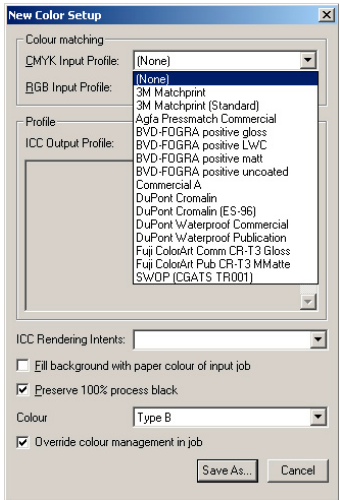 New Color Setup
Colour matching
CMYK Input Profile: (None)
(None)
RGB Input Profile:
3M Matchprint
3M Matchprint (Standard)
Agfa Pressmatch Commercial
Profile
BVD-FOGRA positive gloss
ICC Output Profile:
BVD-FOGRA positive LWC
BVD-FOGRA positive matt
BVD-FOGRA positive uncoated
Commercial A
DuPont Cromalin
DuPont Cromalin (ES-96)
DuPont Waterproof Commercial
DuPont Waterproof Publication
Fuji ColorArt Comm CR-T3 Gloss
Fuji ColorArt Pub CR-T3 MMatte
SWOP (CGATS TR001)
ICC Rendering Intents:
Fill background with paper colour of input job
Preserve 100% process black
Colour Type B
Override colour management in job
Save As... Cancel